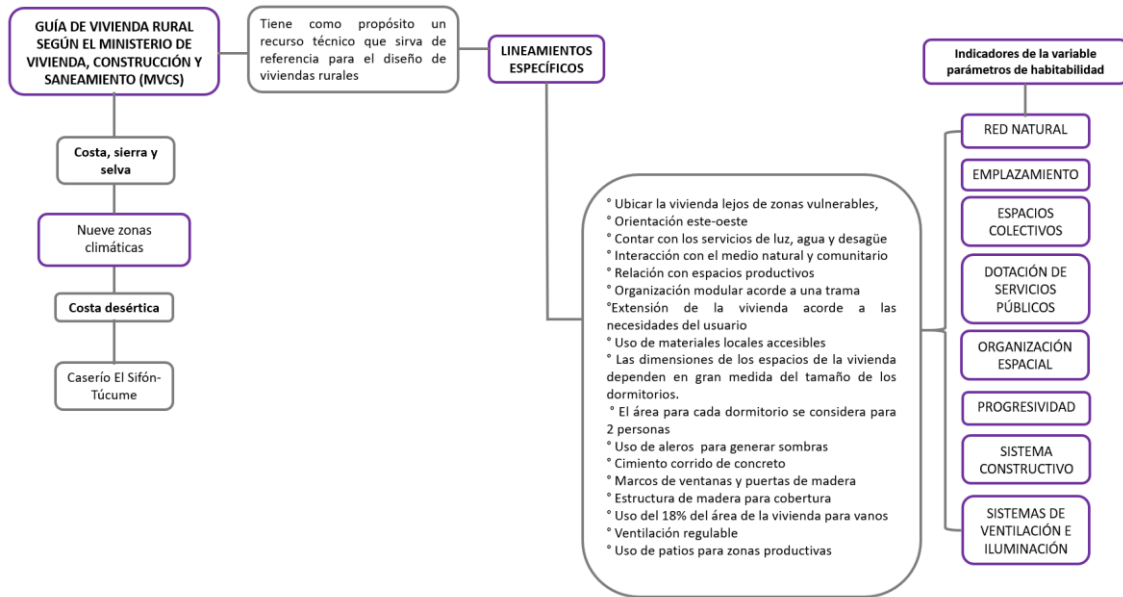 GUÍA DE VIVIENDA RURAL
SEGÚN EL MINISTERIO DE
VIVIENDA, CONSTRUCCIÓN Y
SANEAMIENTO (MVCS)
Tiene como propósito un
recurso técnico que sirva de
referencia para el diseño de
viviendas rurales
LINEAMIENTOS
ESPECÍFICOS
Costa, sierra y
selva
Nueve zonas
climáticas
Costa desértica
Caserío El Sifón-
Túcume
° Ubicar la vivienda lejos de zonas vulnerables,
° Orientación este-oeste
° Contar con los servicios de luz, agua y desagüe
° Interacción con el medio natural y comunitario
° Relación con espacios productivos
° Organización modular acorde a una trama
°Extensión de la vivienda acorde a las
necesidades del usuario
° Uso de materiales locales accesibles
° Las dimensiones de los espacios de la vivienda
dependen en gran medida del tamaño de los
dormitorios.
° El área para cada dormitorio se considera para
2 personas
° Uso de aleros para generar sombras
° Cimiento corrido de concreto
° Marcos de ventanas y puertas de madera
° Estructura de madera para cobertura
° Uso del 18% del área de la vivienda para vanos
° Ventilación regulable
° Uso de patios para zonas productivas
Indicadores de la variable
parámetros de habitabilidad
RED NATURAL
EMPLAZAMIENTO
ESPACIOS
COLECTIVOS
DOTACIÓN DE
SERVICIOS
PÚBLICOS
ORGANIZACIÓN
ESPACIAL
PROGRESIVIDAD
SISTEMA
CONSTRUCTIVO
SISTEMAS DE
VENTILACIÓN E
ILUMINACIÓN